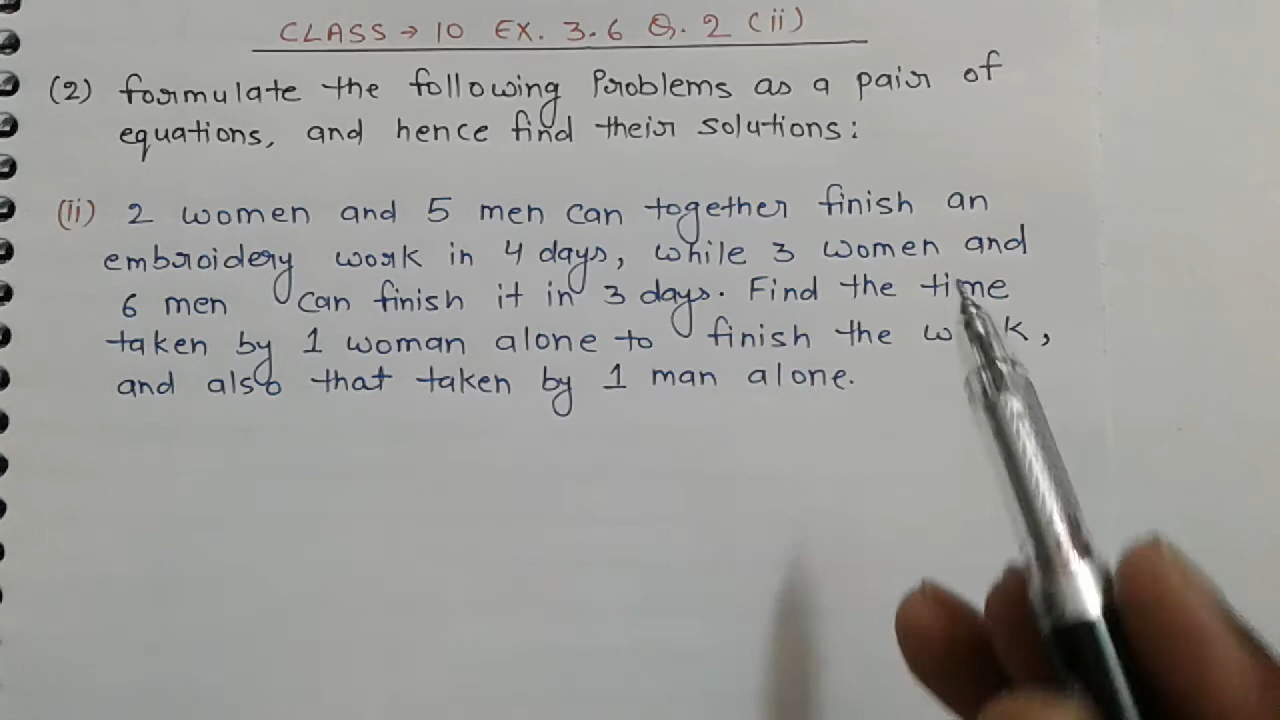 CLASS → 10 EX. 3.6 Q. 2 (ii)
(2) formulate the following Problems as a pair of
equations, and hence find their solutions:
(ii) 2 women and 5 men can together finish an
embroidery work in 4 days, while 3 women and
6 men can finish it in 3 days. Find the time
taken by 1 woman alone to finish the work,
and also that taken by 1 man alone.